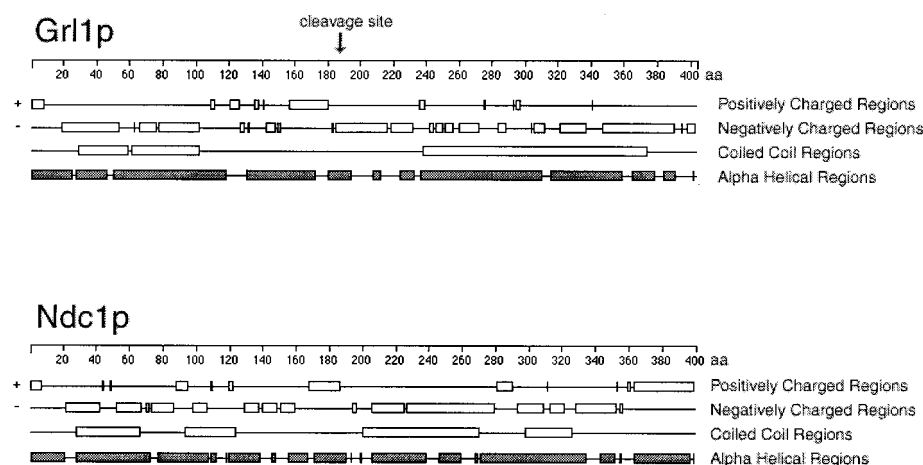 cleavage site
Grl1p
20 40 60 80 100 120 140 160 180 200 220 240 260 280 300 320 340 360 380 400 aa
+ Positively Charged Regions
- Negatively Charged Regions
Coiled Coil Regions
Alpha Helical Regions
Ndc1p
20 40 60 80 100 120 140 160 180 200 220 240 260 280 300 320 340 360 380 400 aa
+ Positively Charged Regions
- Negatively Charged Regions
Coiled Coil Regions
Alpha Helical Regions